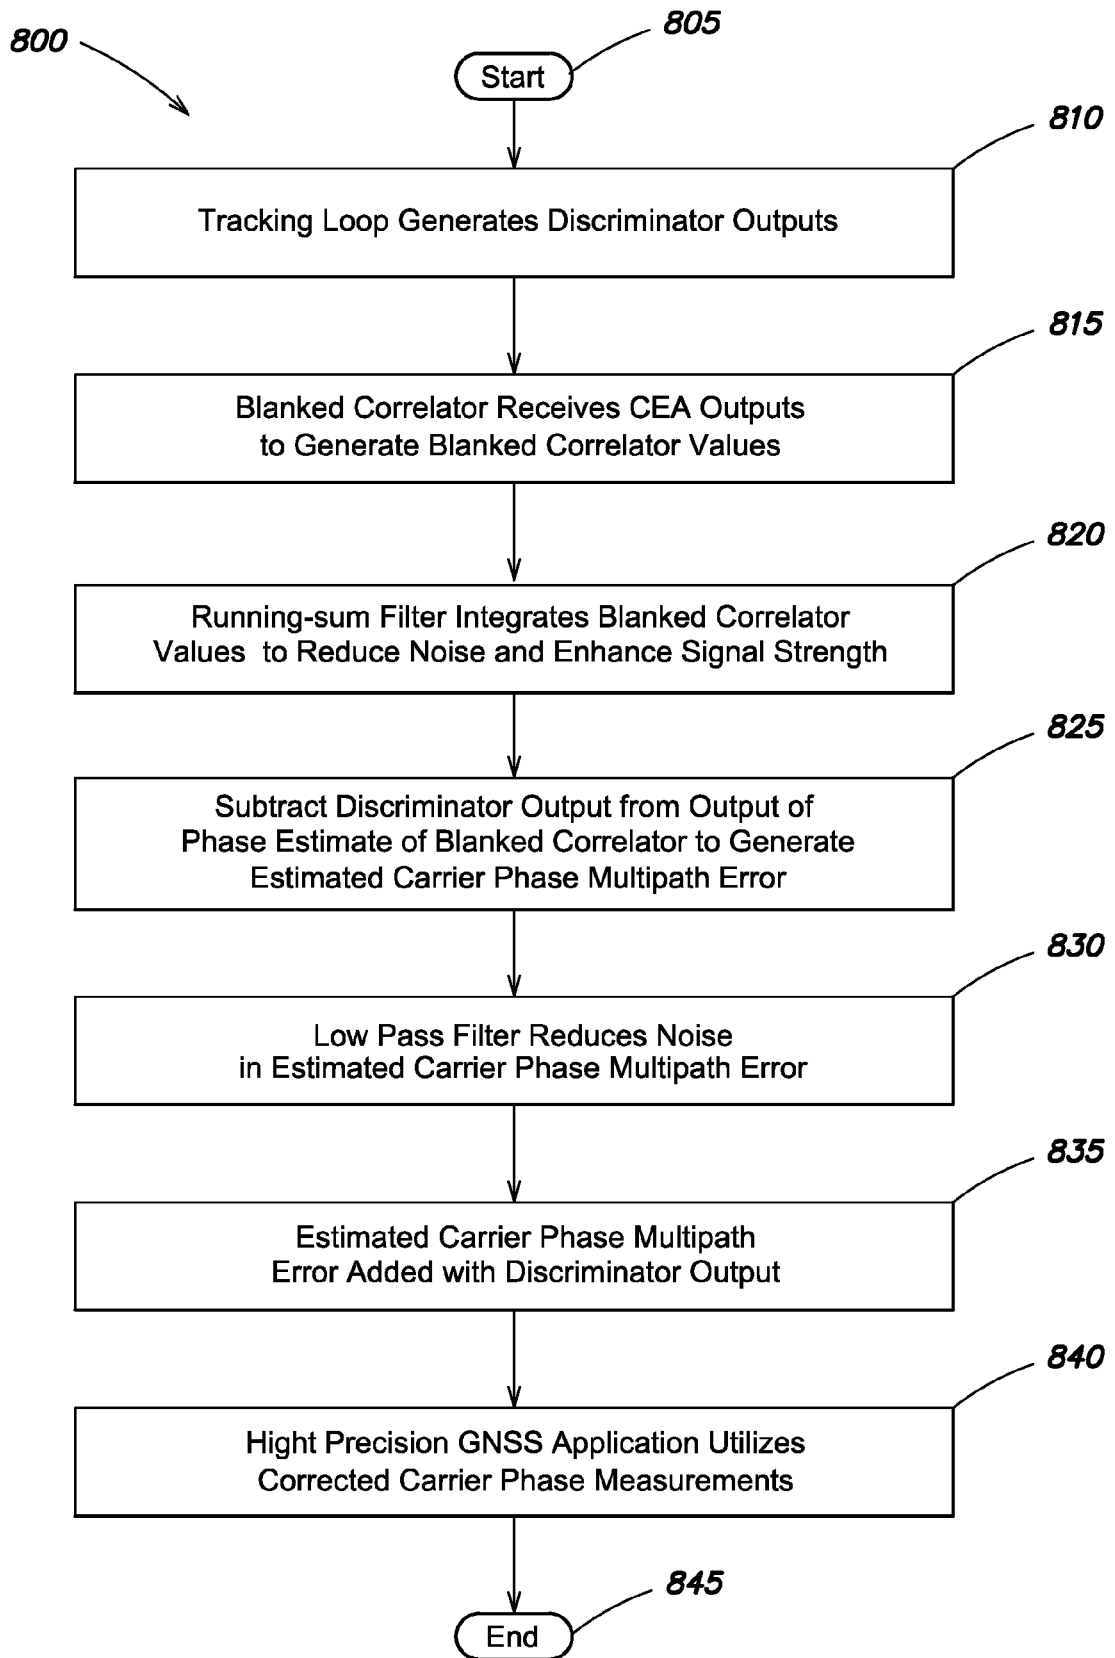 800
805
Start
810
Tracking Loop Generates Discriminator Outputs
815
Blanked Correlator Receives CEA Outputs
to Generate Blanked Correlator Values
820
Running-sum Filter Integrates Blanked Correlator
Values to Reduce Noise and Enhance Signal Strength
825
Subtract Discriminator Output from Output of
Phase Estimate of Blanked Correlator to Generate
Estimated Carrier Phase Multipath Error
830
Low Pass Filter Reduces Noise
in Estimated Carrier Phase Multipath Error
835
Estimated Carrier Phase Multipath
Error Added with Discriminator Output
840
Hight Precision GNSS Application Utilizes
Corrected Carrier Phase Measurements
845
End